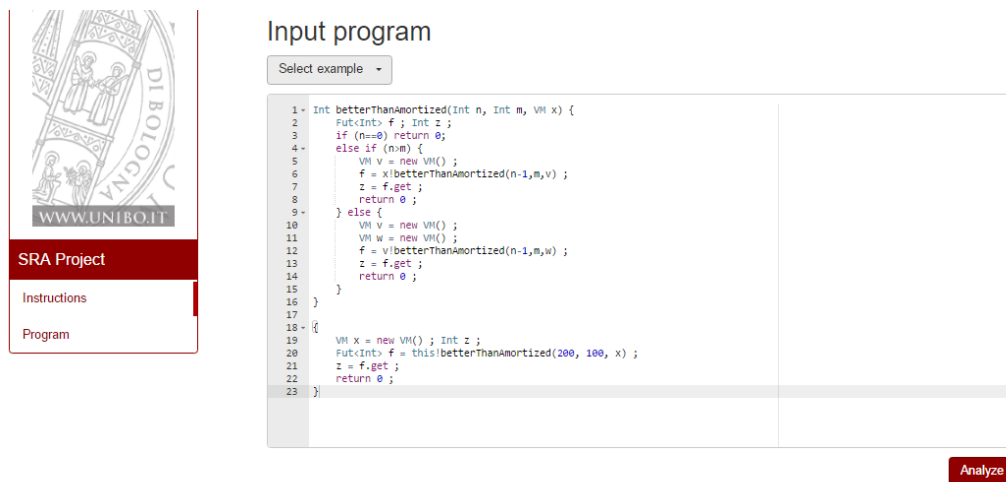 DI BOLOGNA
WWW.UNIBO.IT
SRA Project
Instructions
Program
Input program
Select example
1 Int betterThanAmortized(Int n, Int m, VM x) {
2 Fut<Int> f ; Int z ;
3 if (n==0) return 0;
4 else if (n>m) {
5 VM v = new VM() ;
6 f = x!betterThanAmortized(n-1,m,v) ;
7 z = f.get ;
8 return 0 ;
9 } else {
10 VM v = new VM() ;
11 VM w = new VM() ;
12 f = v!betterThanAmortized(n-1,m,w) ;
13 z = f.get ;
14 return 0 ;
15 }
16 }
17
18 {
19 VM x = new VM() ; Int z ;
20 Fut<Int> f = this!betterThanAmortized(200, 100, x) ;
21 z = f.get ;
22 return 0 ;
23 }
Analyze